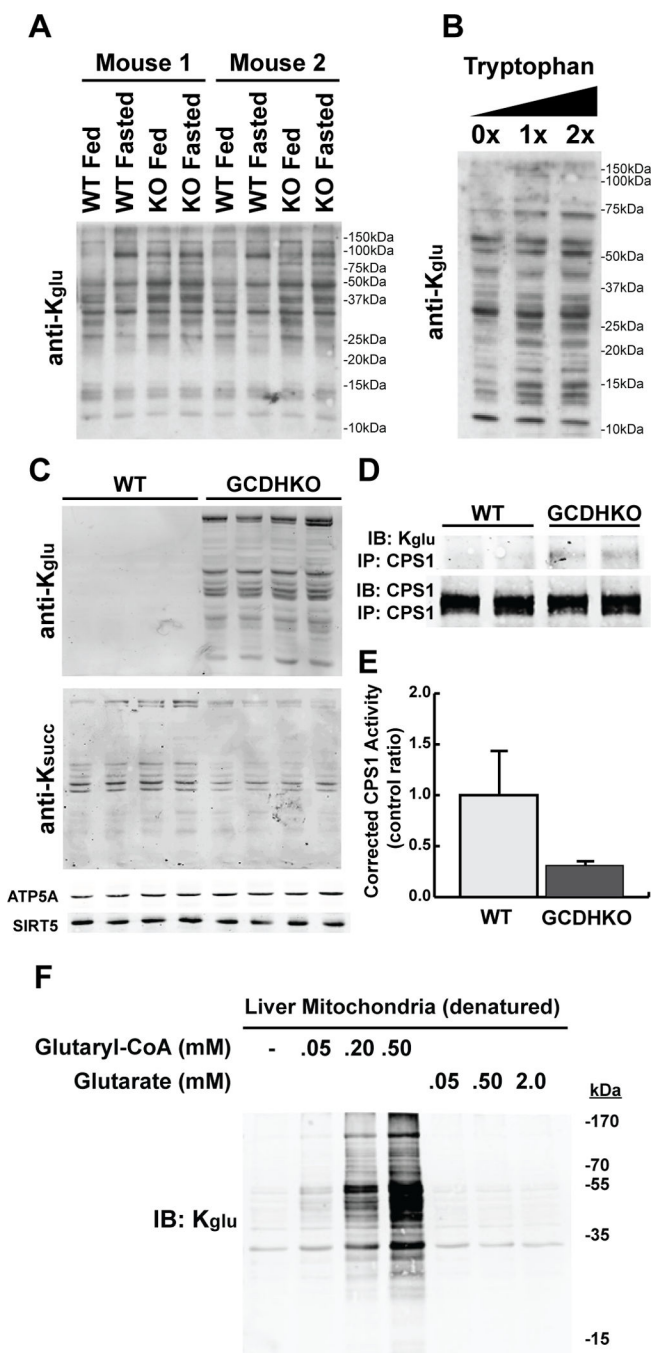 A
Mouse 1 Mouse 2
WT Fed
WT Fasted
KO Fed
KO Fasted
WT Fed
WT Fasted
KO Fed
KO Fasted
anti-Kglu
-150kDa
-100kDa
-75kDa
-50kDa
-37kDa
-25kDa
-20kDa
-15kDa
-10kDa
B
Tryptophan
0x 1x 2x
anti-Kglu
-150kDa
-100kDa
-75kDa
-50kDa
-37kDa
-25kDa
-20kDa
-15kDa
-10kDa
C
WT GCDHKO
anti-Kglu
anti-Ksucc
ATP5A
SIRT5
D
WT GCDHKO
IB: Kglu
IP: CPS1
IB: CPS1
IP: CPS1
E
Corrected CPS1 Activity
(control ratio)
2.0
1.5
1.0
0.5
0.0
WT GCDHKO
F
Liver Mitochondria (denatured)
Glutaryl-CoA (mM) - .05 .20 .50
Glutarate (mM) .05 .50 2.0
kDa
IB: Kglu
-170
-70
-55
-35
-15